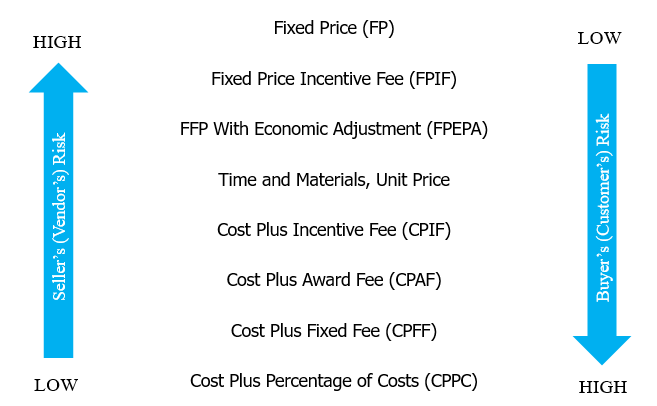 Fixed Price (FP)
HIGH
LOW
Fixed Price Incentive Fee (FPIF)
FFP With Economic Adjustment (FPEPA)
Time and Materials, Unit Price
Cost Plus Incentive Fee (CPIF)
Cost Plus Award Fee (CPAF)
Cost Plus Fixed Fee (CPFF)
Cost Plus Percentage of Costs (CPPC)
Seller's (Vendor's) Risk
Buyer's (Customer's) Risk
LOW
HIGH